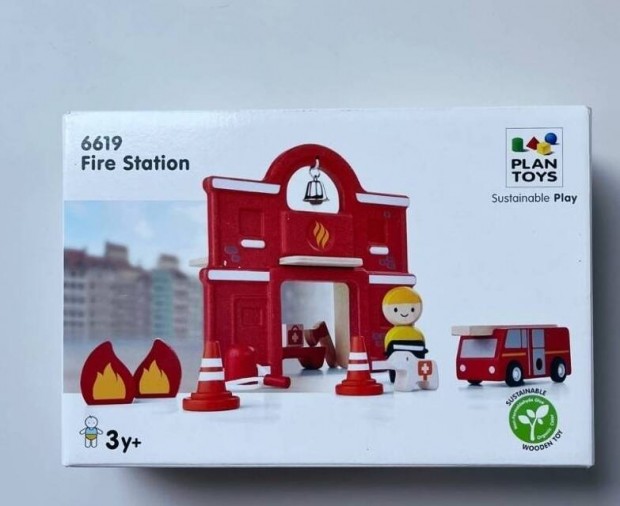 6619
Fire Station
PLAN
TOYS
Sustainable Play
3y+
SUSTAINABLE
WOODEN TOY